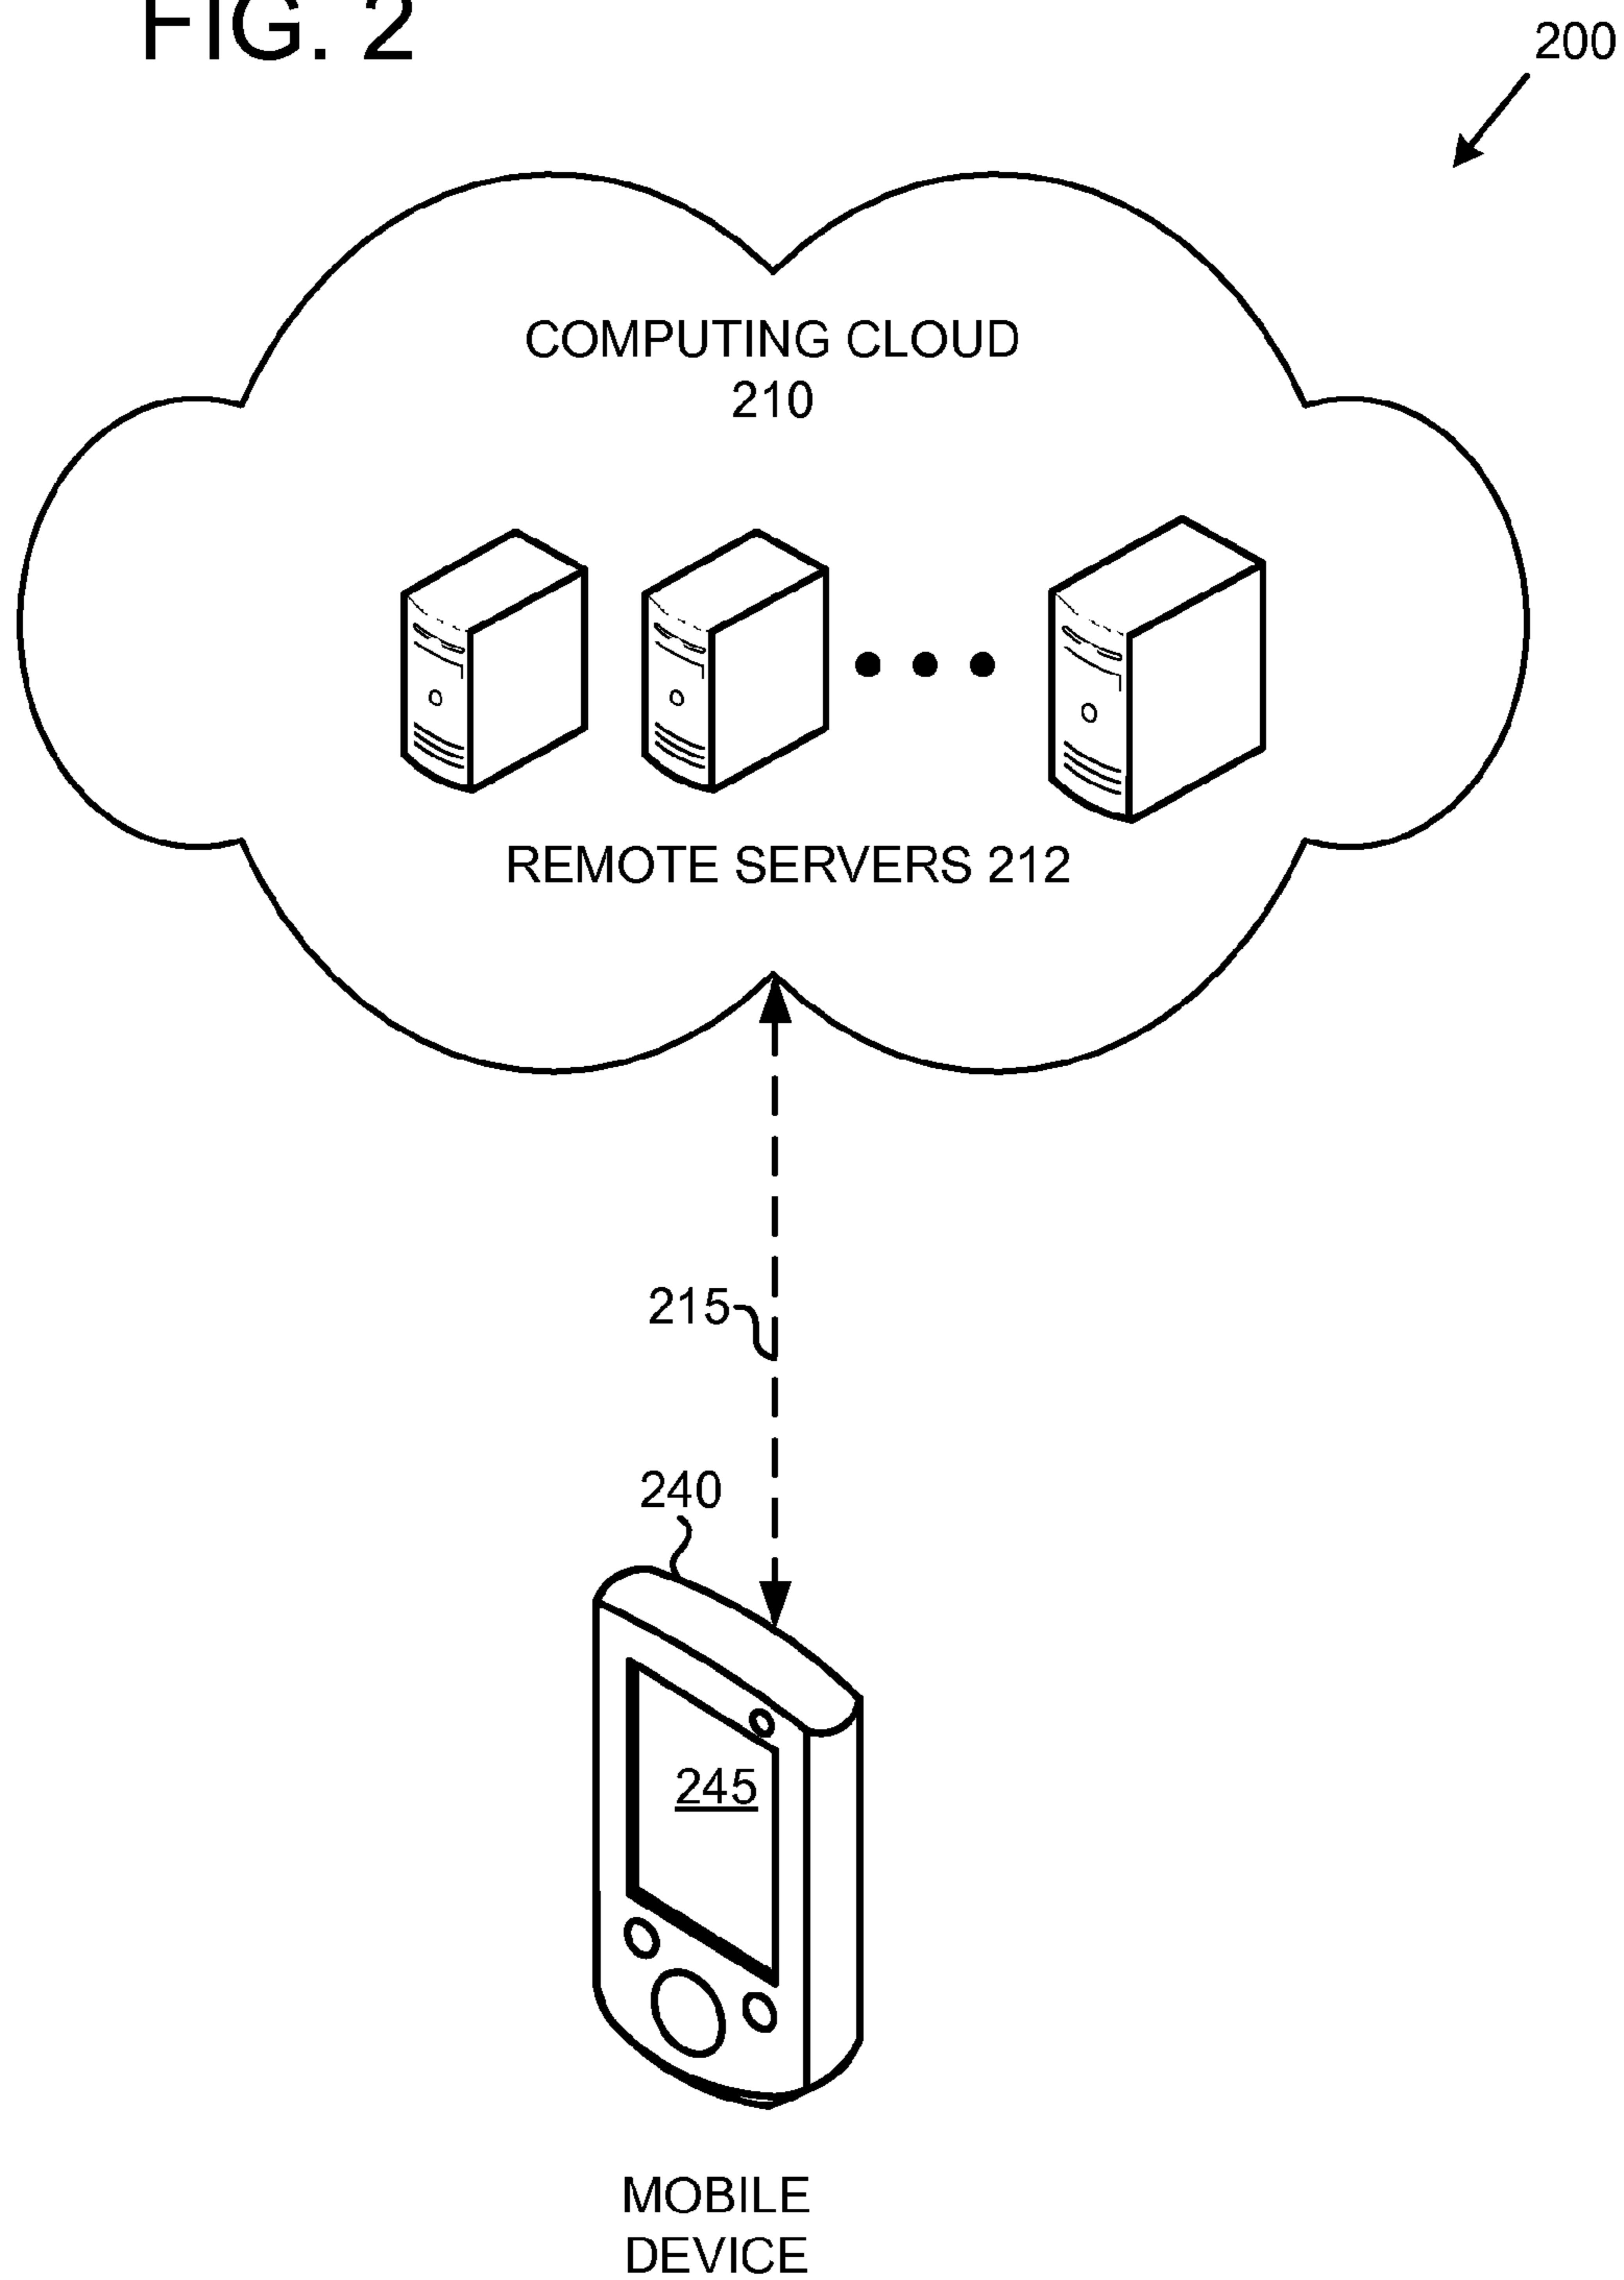 FIG. 2
200
COMPUTING CLOUD
210
REMOTE SERVERS 212
215
240
245
MOBILE
DEVICE